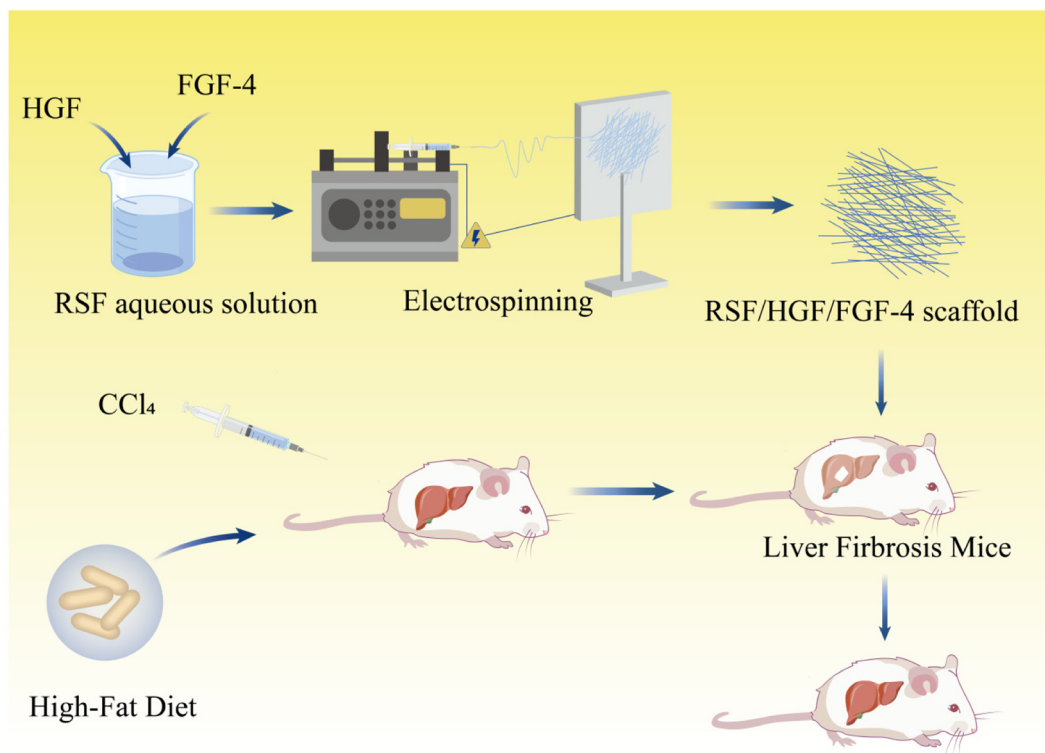 HGF
FGF-4
RSF aqueous solution
Electrospinning
RSF/HGF/FGF-4 scaffold
CCl₄
Liver Firbrosis Mice
High-Fat Diet